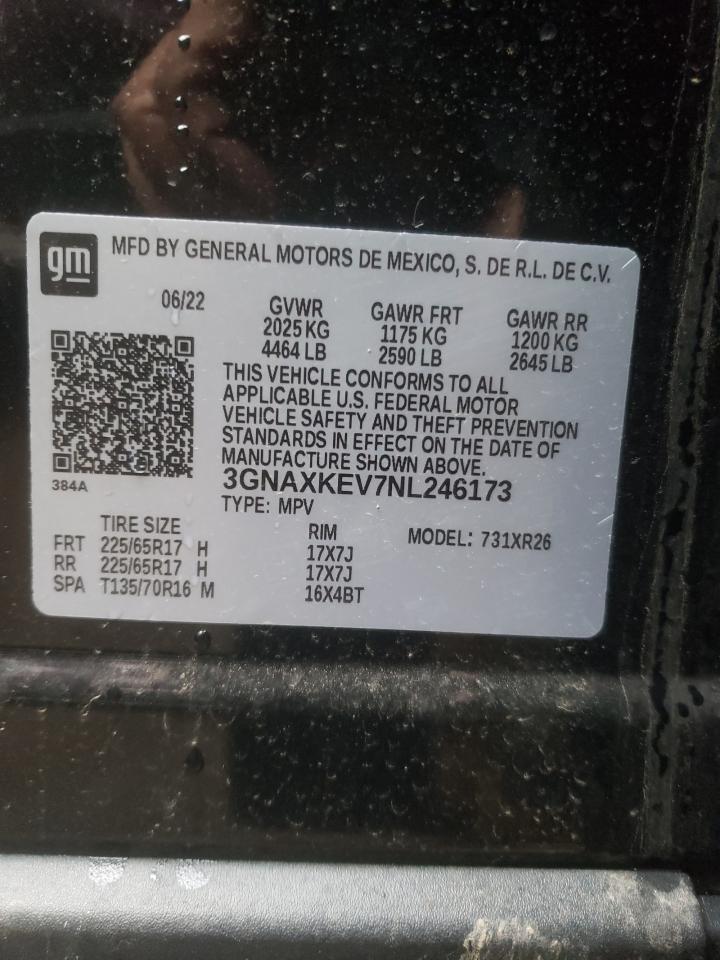 gm
MFD BY GENERAL MOTORS DE MEXICO, S. DE R.L. DE C.V.
06/22
GVWR GAWR FRT GAWR RR
2025 KG 1175 KG 1200 KG
4464 LB 2590 LB 2645 LB
THIS VEHICLE CONFORMS TO ALL
APPLICABLE U.S. FEDERAL MOTOR
VEHICLE SAFETY AND THEFT PREVENTION
STANDARDS IN EFFECT ON THE DATE OF
MANUFACTURE SHOWN ABOVE.
384A
3GNAXKEV7NL246173
TYPE: MPV
TIRE SIZE RIM MODEL: 731XR26
FRT 225/65R17 H 17X7J
RR 225/65R17 H 17X7J
SPA T135/70R16 M 16X4BT